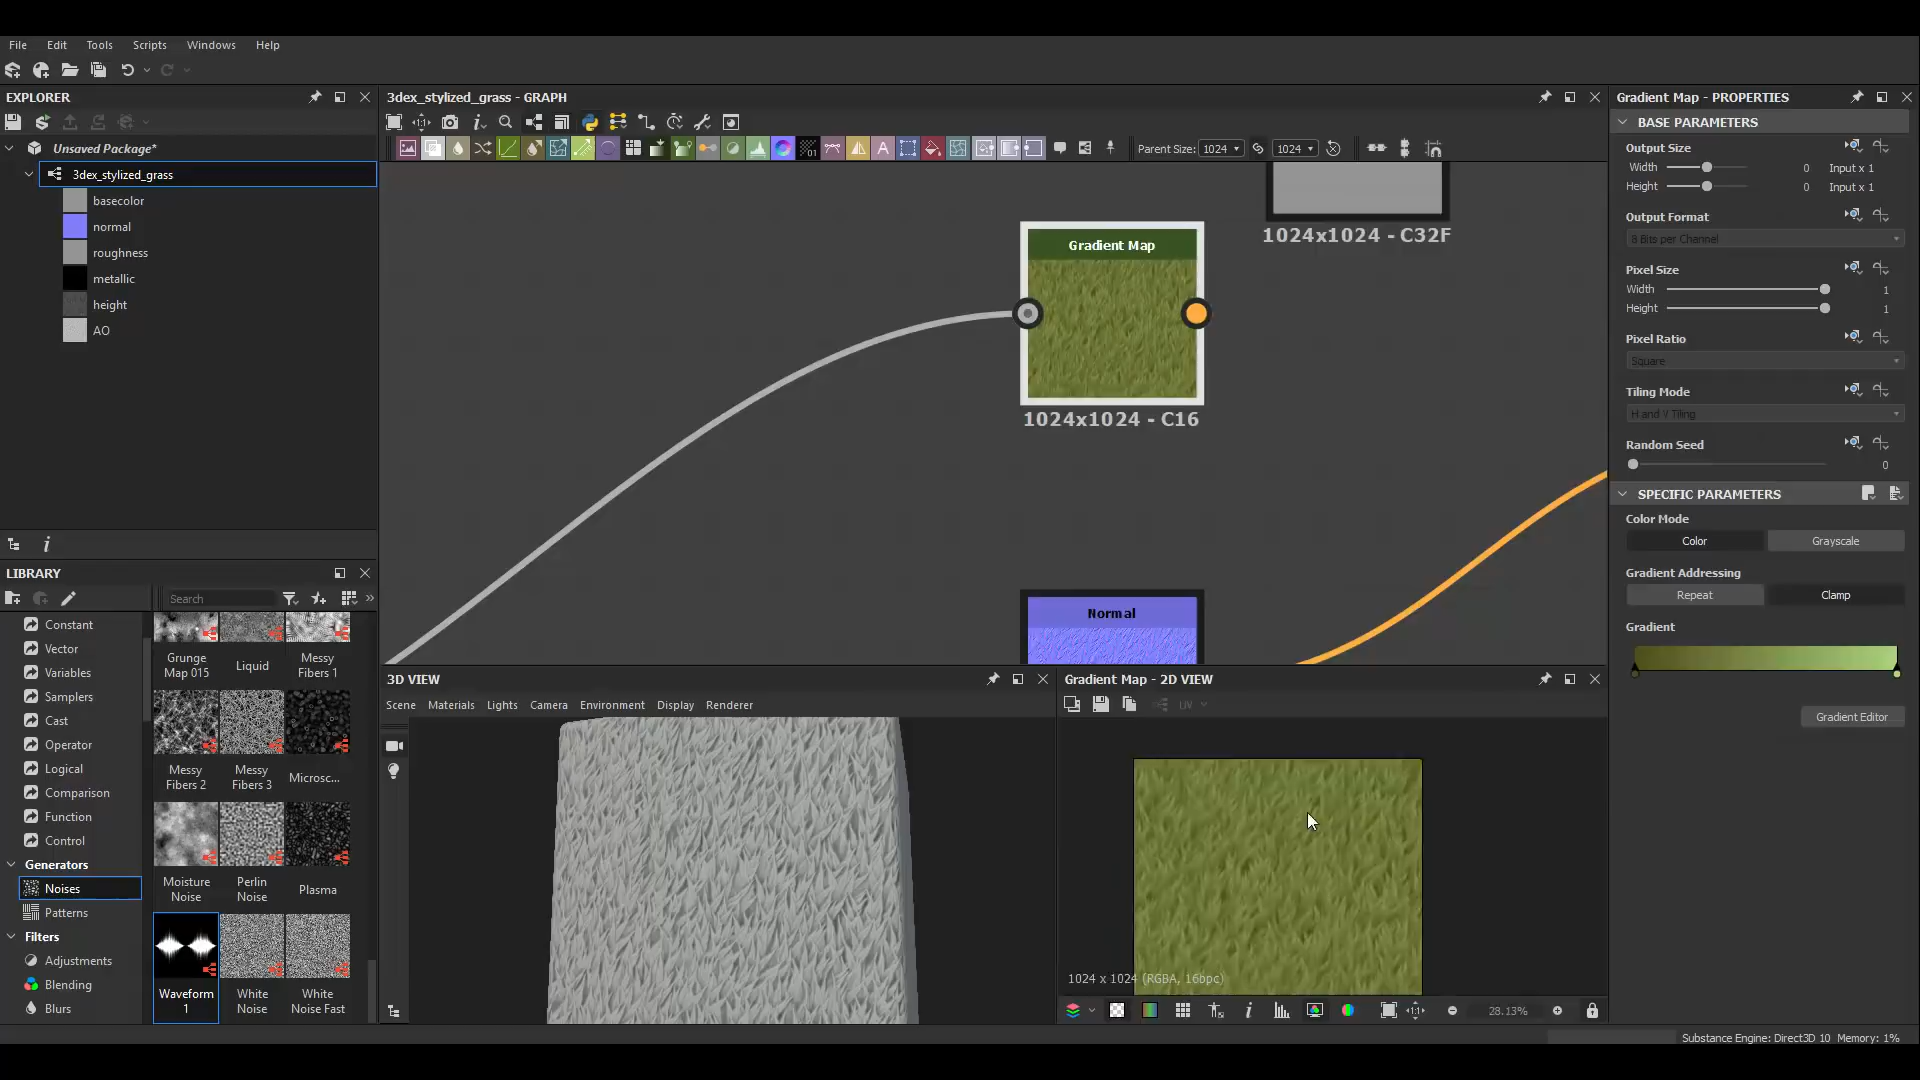 File Edit Tools Scripts Windows Help
EXPLORER
Unsaved Package*
3dex_stylized_grass
basecolor
normal
roughness
metallic
height
AO
LIBRARY
Search
Constant
Vector
Variables
Samplers
Cast
Operator
Logical
Comparison
Function
Control
Generators
Noises
Patterns
Filters
Adjustments
Blending
Blurs
Grunge Map 015
Liquid
Messy Fibers 1
Messy Fibers 2
Messy Fibers 3
Microsc...
Moisture Noise
Perlin Noise
Plasma
Waveform 1
White Noise
White Noise Fast
3dex_stylized_grass - GRAPH
Parent Size: 1024 1024
1024x1024 - C32F
Gradient Map
1024x1024 - C16
Normal
3D VIEW
Scene Materials Lights Camera Environment Display Renderer
Gradient Map - 2D VIEW
UV
1024 x 1024 (RGBA, 16bpc)
28.13%
Gradient Map - PROPERTIES
BASE PARAMETERS
Output Size
Width 0 Input x 1
Height 0 Input x 1
Output Format
8 Bits per Channel
Pixel Size
Width 1
Height 1
Pixel Ratio
Square
Tiling Mode
H and V Tiling
Random Seed
0
SPECIFIC PARAMETERS
Color Mode
Color Grayscale
Gradient Addressing
Repeat Clamp
Gradient
Gradient Editor
Substance Engine: Direct3D 10 Memory: 1%